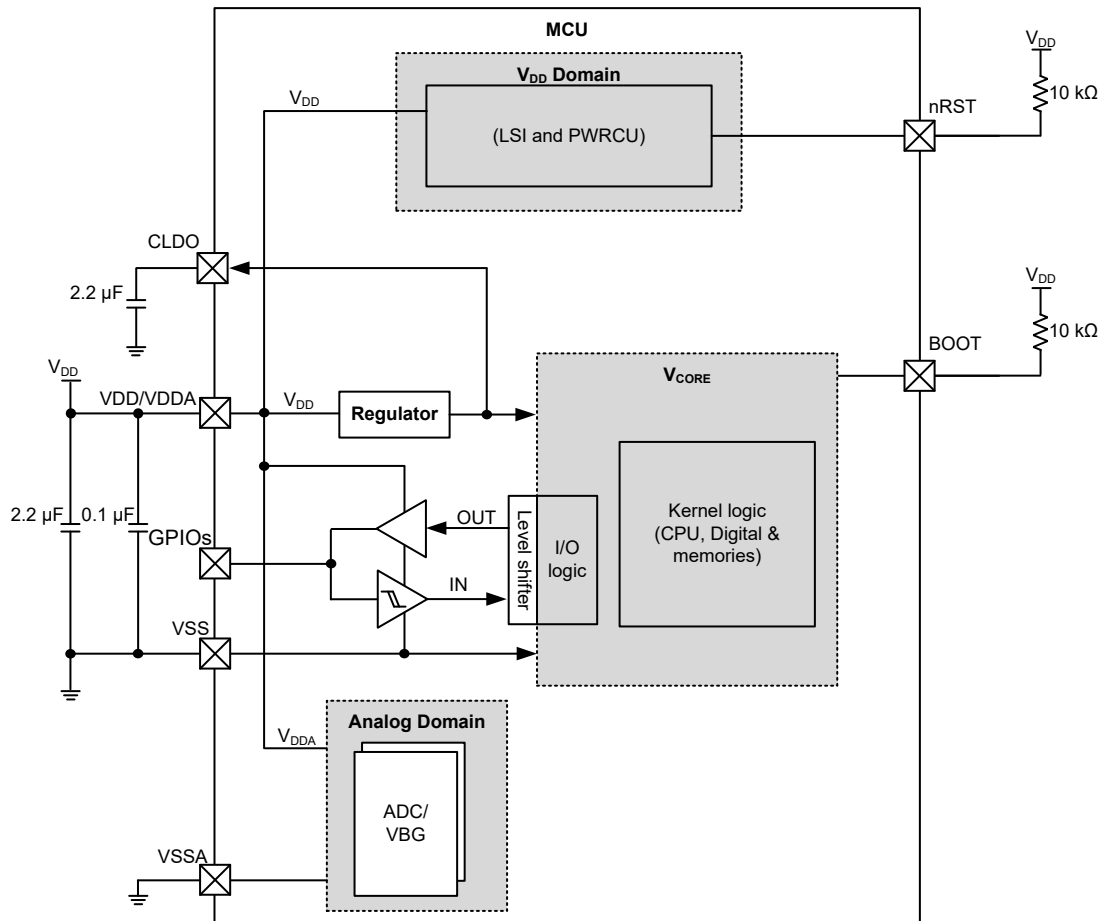 MCU
VDD Domain
VDD
(LSI and PWRCU)
nRST
VDD
10 kΩ
CLDO
2.2 µF
VDD
10 kΩ
BOOT
VDD
VDD/VDDA
VDD
Regulator
VCORE
2.2 µF
0.1 µF
GPIOs
OUT
IN
Level shifter
I/O
logic
Kernel logic
(CPU, Digital &
memories)
VSS
Analog Domain
VDDA
ADC/
VBG
VSSA